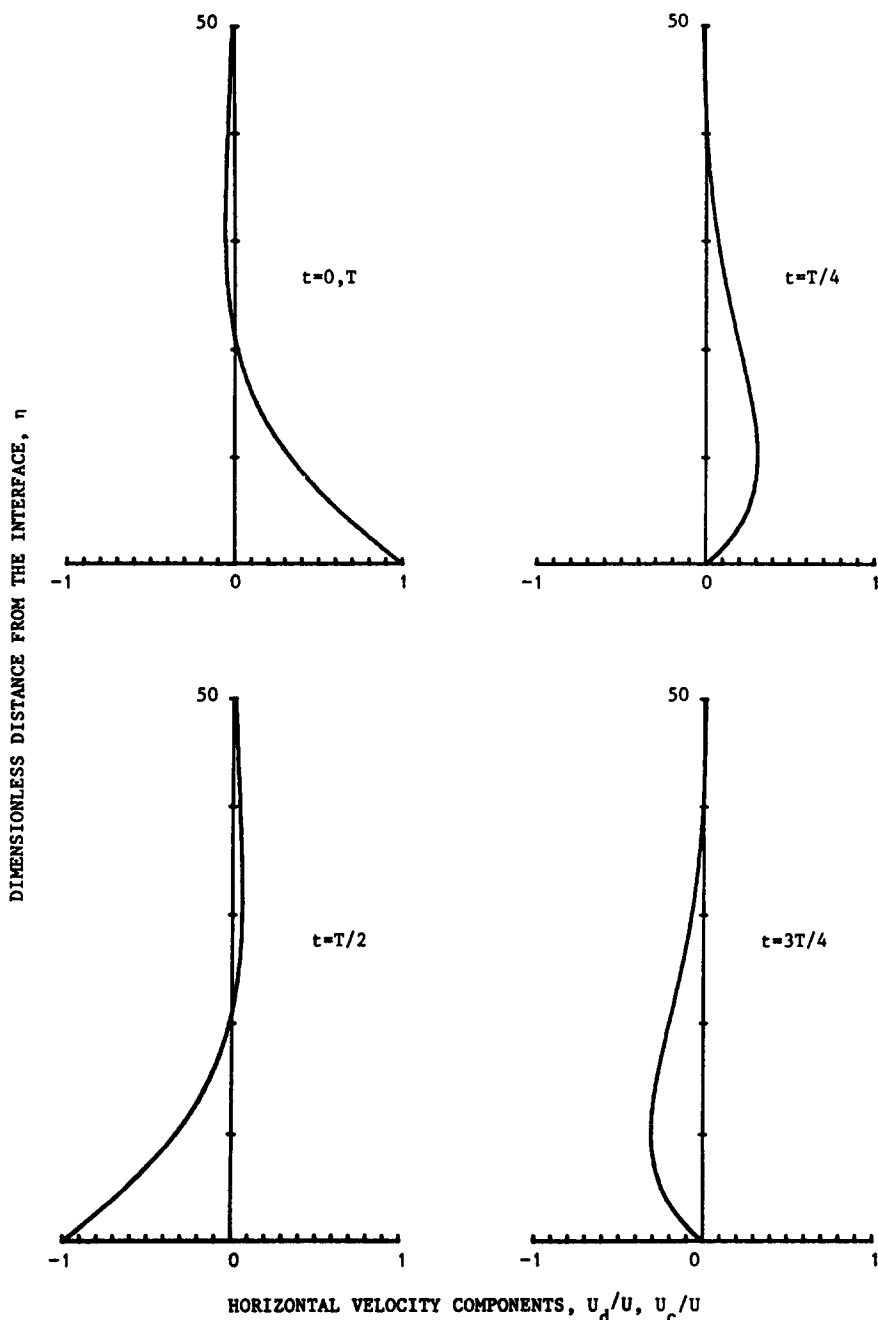 50
50
t=0,T
t=T/4
-1 0 1
-1 0 1
DIMENSIONLESS DISTANCE FROM THE INTERFACE, η
50
50
t=T/2
t=3T/4
-1 0 1
-1 0 1
HORIZONTAL VELOCITY COMPONENTS, U_d/U, U_c/U